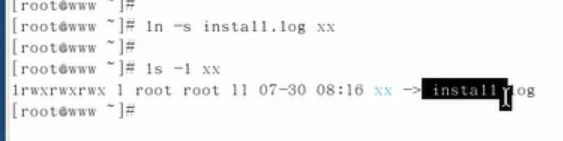 [root@www ~]#
[root@www ~]# ln -s install.log xx
[root@www ~]#
[root@www ~]# ls -l xx
lrwxrwxrwx 1 root root 11 07-30 08:16 xx -> install.log
[root@www ~]#